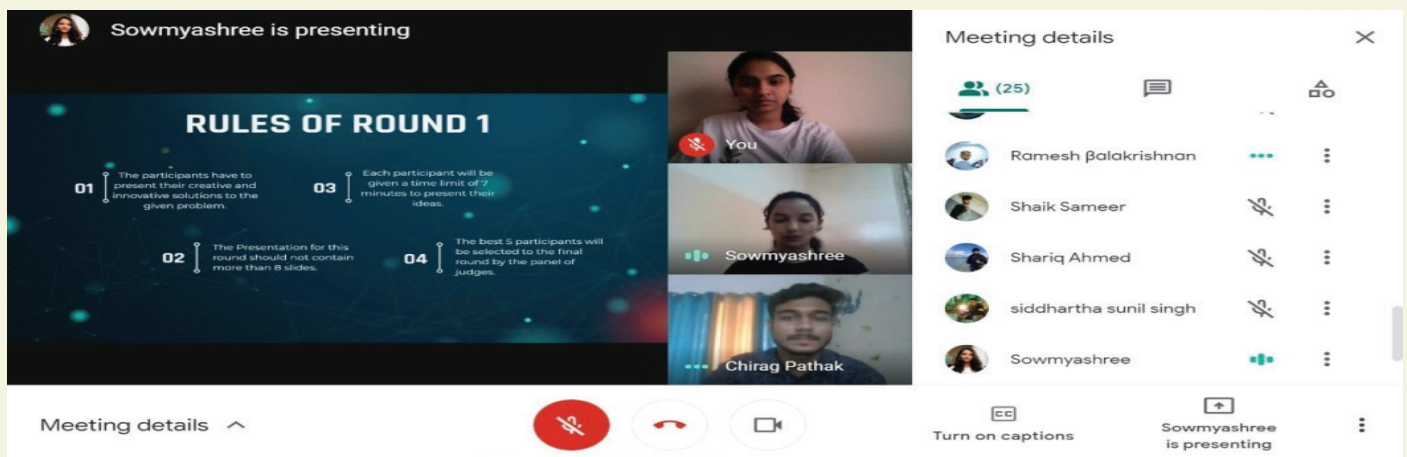 Sowmyashree is presenting
RULES OF ROUND 1
01
The participants have to
present their creative and
innovative solutions to the
given problem.
03
Each participant will be
given a time limit of 7
minutes to present their
ideas.
02
The Presentation for this
round should not contain
more than 8 slides.
04
The best 5 participants will
be selected to the final
round by the panel of
judges.
You
Sowmyashree
Chirag Pathak
Meeting details
(25)
Ramesh βalakrishnan
Shaik Sameer
Shariq Ahmed
siddhartha sunil singh
Sowmyashree
Meeting details
CC
Turn on captions
Sowmyashree
is presenting